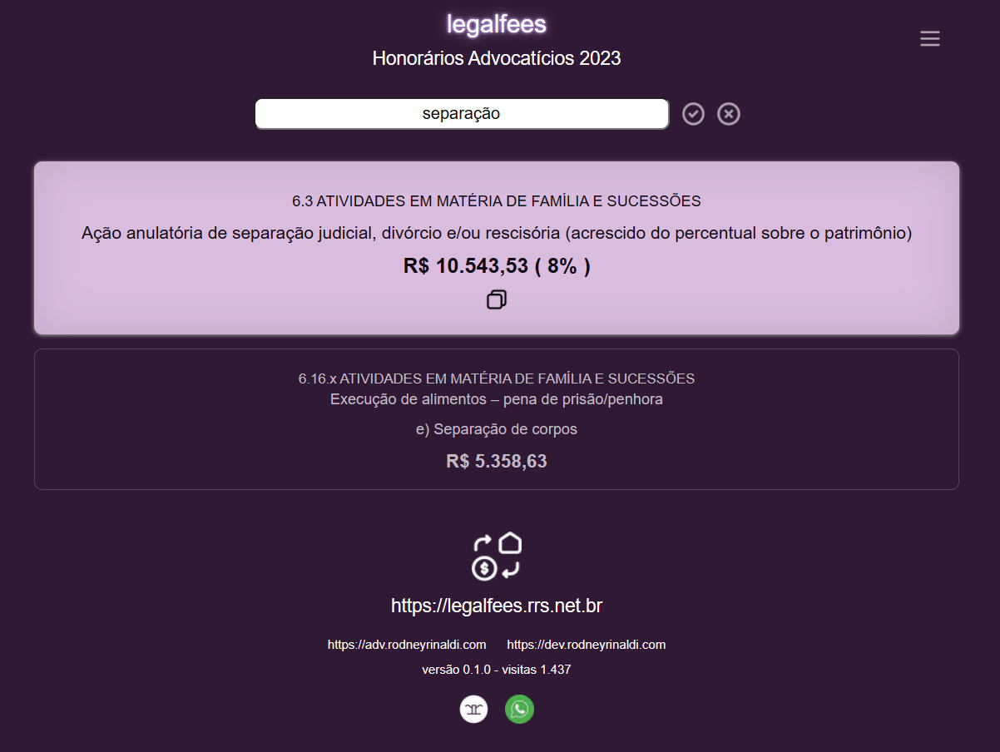 legalfees
Honorários Advocatícios 2023
separação
6.3 ATIVIDADES EM MATÉRIA DE FAMÍLIA E SUCESSÕES
Ação anulatória de separação judicial, divórcio e/ou rescisória (acrescido do percentual sobre o patrimônio)
R$ 10.543,53 ( 8% )
6.16.x ATIVIDADES EM MATÉRIA DE FAMÍLIA E SUCESSÕES
Execução de alimentos – pena de prisão/penhora
e) Separação de corpos
R$ 5.358,63
$
https://legalfees.rrs.net.br
https://adv.rodneyrinaldi.com https://dev.rodneyrinaldi.com
versão 0.1.0 - visitas 1.437